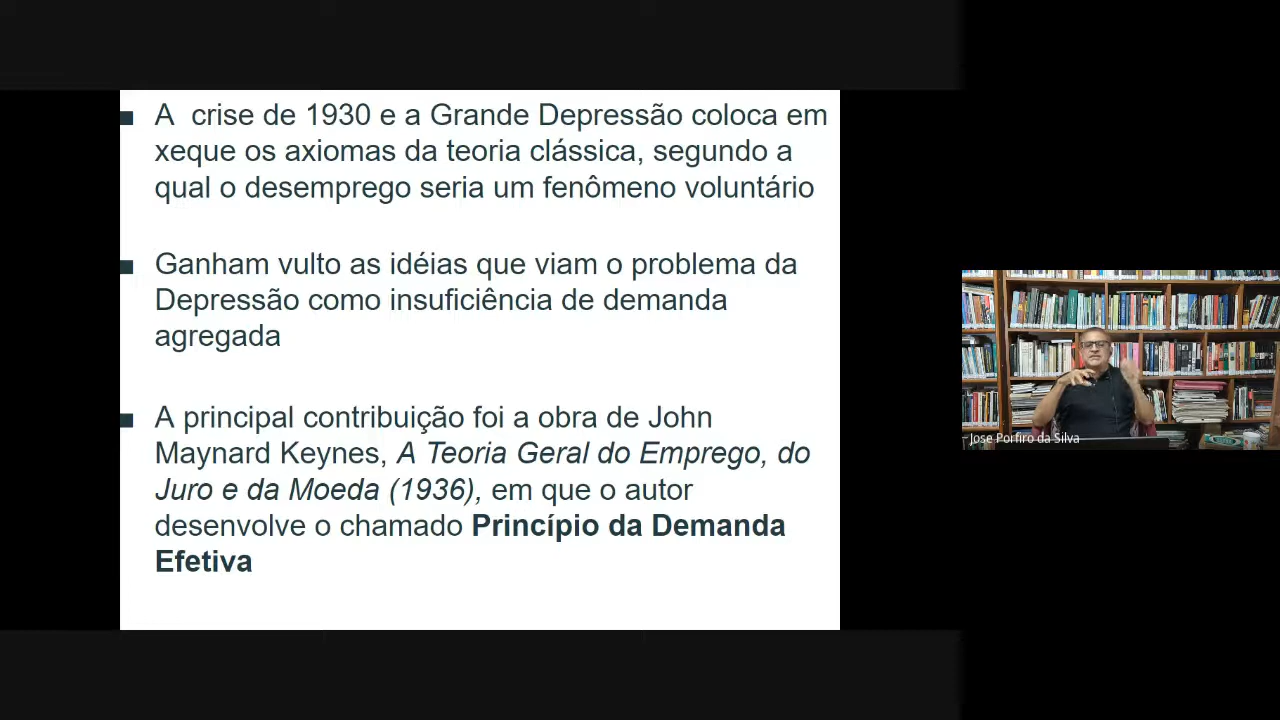 A crise de 1930 e a Grande Depressão coloca em
xeque os axiomas da teoria clássica, segundo a
qual o desemprego seria um fenômeno voluntário
Ganham vulto as idéias que viam o problema da
Depressão como insuficiência de demanda
agregada
A principal contribuição foi a obra de John
Maynard Keynes, A Teoria Geral do Emprego, do
Juro e da Moeda (1936), em que o autor
desenvolve o chamado Princípio da Demanda
Efetiva
Jose Porfiro da Silva